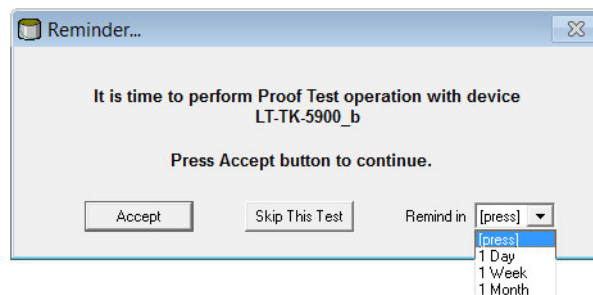 Reminder...
It is time to perform Proof Test operation with device
LT-TK-5900_b
Press Accept button to continue.
Accept
Skip This Test
Remind in
[press]
[press]
1 Day
1 Week
1 Month